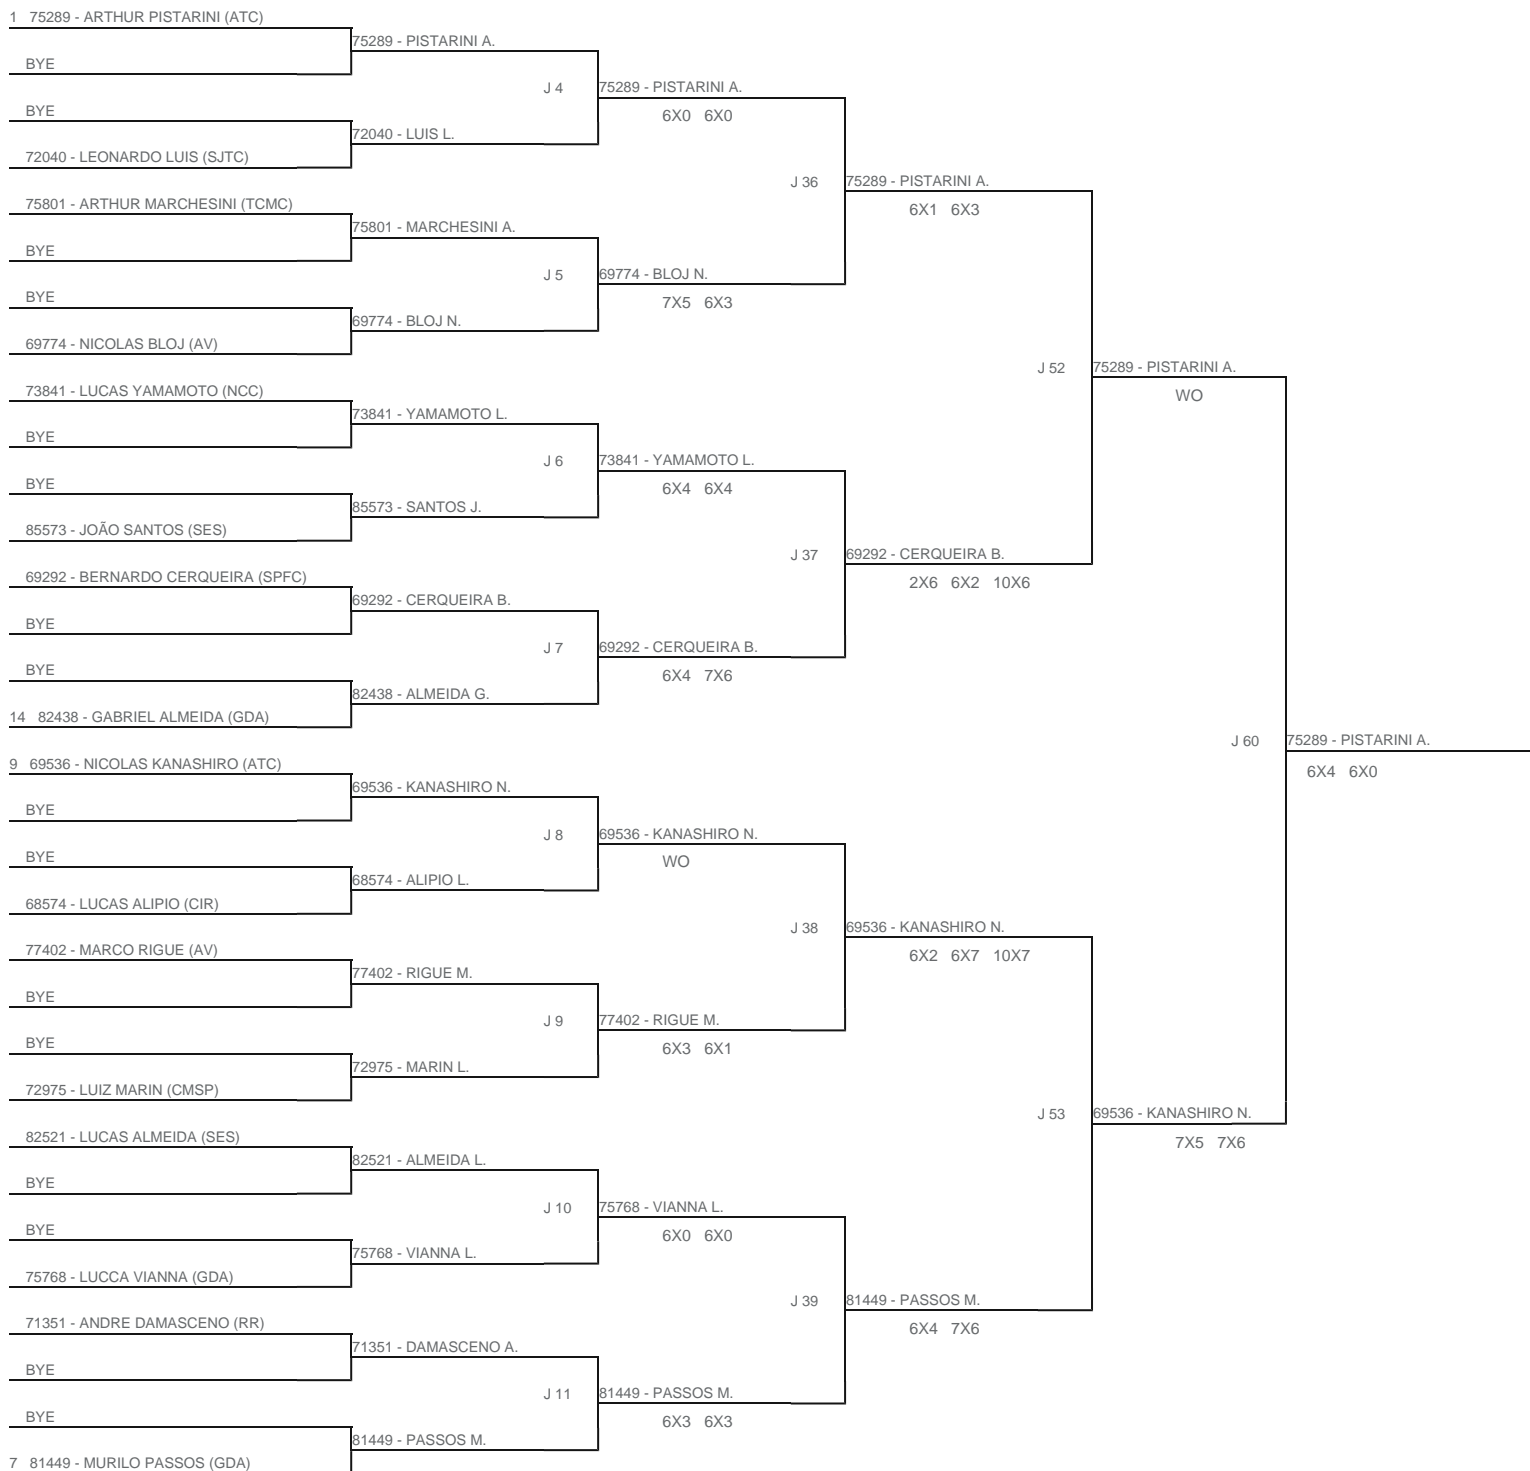 1 75289 - ARTHUR PISTARINI (ATC)
75289 - PISTARINI A.
BYE
J 4
75289 - PISTARINI A.
6X0 6X0
BYE
72040 - LUIS L.
72040 - LEONARDO LUIS (SJTC)
J 36
75289 - PISTARINI A.
6X1 6X3
75801 - ARTHUR MARCHESINI (TCMC)
75801 - MARCHESINI A.
BYE
J 5
69774 - BLOJ N.
7X5 6X3
BYE
69774 - BLOJ N.
69774 - NICOLAS BLOJ (AV)
J 52
75289 - PISTARINI A.
WO
73841 - LUCAS YAMAMOTO (NCC)
73841 - YAMAMOTO L.
BYE
J 6
73841 - YAMAMOTO L.
6X4 6X4
BYE
85573 - SANTOS J.
85573 - JOÃO SANTOS (SES)
J 37
69292 - CERQUEIRA B.
2X6 6X2 10X6
69292 - BERNARDO CERQUEIRA (SPFC)
69292 - CERQUEIRA B.
BYE
J 7
69292 - CERQUEIRA B.
6X4 7X6
BYE
82438 - ALMEIDA G.
14 82438 - GABRIEL ALMEIDA (GDA)
J 60
75289 - PISTARINI A.
6X4 6X0
9 69536 - NICOLAS KANASHIRO (ATC)
69536 - KANASHIRO N.
BYE
J 8
69536 - KANASHIRO N.
WO
BYE
68574 - ALIPIO L.
68574 - LUCAS ALIPIO (CIR)
J 38
69536 - KANASHIRO N.
6X2 6X7 10X7
77402 - MARCO RIGUE (AV)
77402 - RIGUE M.
BYE
J 9
77402 - RIGUE M.
6X3 6X1
BYE
72975 - MARIN L.
72975 - LUIZ MARIN (CMSP)
J 53
69536 - KANASHIRO N.
7X5 7X6
82521 - LUCAS ALMEIDA (SES)
82521 - ALMEIDA L.
BYE
J 10
75768 - VIANNA L.
6X0 6X0
BYE
75768 - VIANNA L.
75768 - LUCCA VIANNA (GDA)
J 39
81449 - PASSOS M.
6X4 7X6
71351 - ANDRE DAMASCENO (RR)
71351 - DAMASCENO A.
BYE
J 11
81449 - PASSOS M.
6X3 6X3
BYE
81449 - PASSOS M.
7 81449 - MURILO PASSOS (GDA)